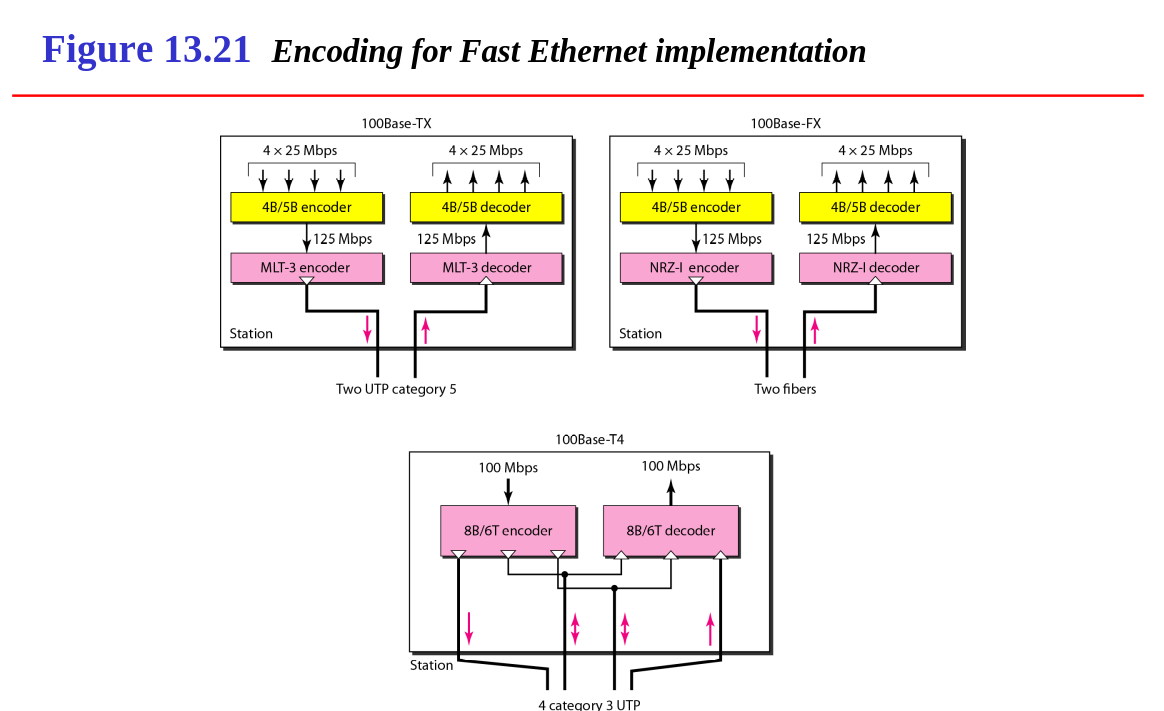 Figure 13.21 Encoding for Fast Ethernet implementation
100Base-TX
4 × 25 Mbps 4 × 25 Mbps
4B/5B encoder 4B/5B decoder
125 Mbps 125 Mbps
MLT-3 encoder MLT-3 decoder
Station
Two UTP category 5
100Base-FX
4 × 25 Mbps 4 × 25 Mbps
4B/5B encoder 4B/5B decoder
125 Mbps 125 Mbps
NRZ-I encoder NRZ-I decoder
Station
Two fibers
100Base-T4
100 Mbps 100 Mbps
8B/6T encoder 8B/6T decoder
Station
4 category 3 UTP